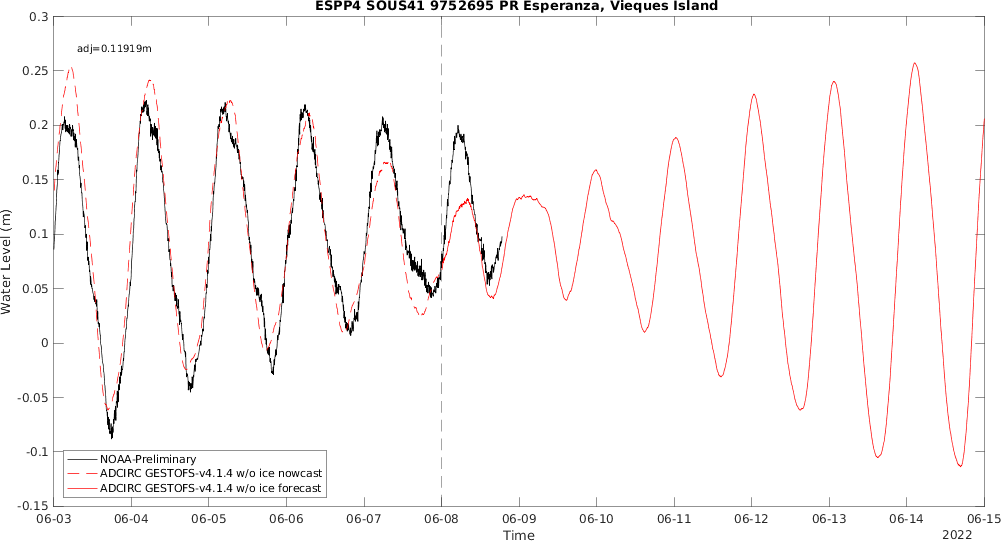 ESPP4 SOUS41 9752695 PR Esperanza, Vieques Island
adj=0.11919m
0.3
0.25
0.2
0.15
0.1
0.05
0
-0.05
-0.1
-0.15
Water Level (m)
NOAA-Preliminary
ADCIRC GESTOFS-v4.1.4 w/o ice nowcast
ADCIRC GESTOFS-v4.1.4 w/o ice forecast
06-03 06-04 06-05 06-06 06-07 06-08 06-09 06-10 06-11 06-12 06-13 06-14 06-15
Time
2022